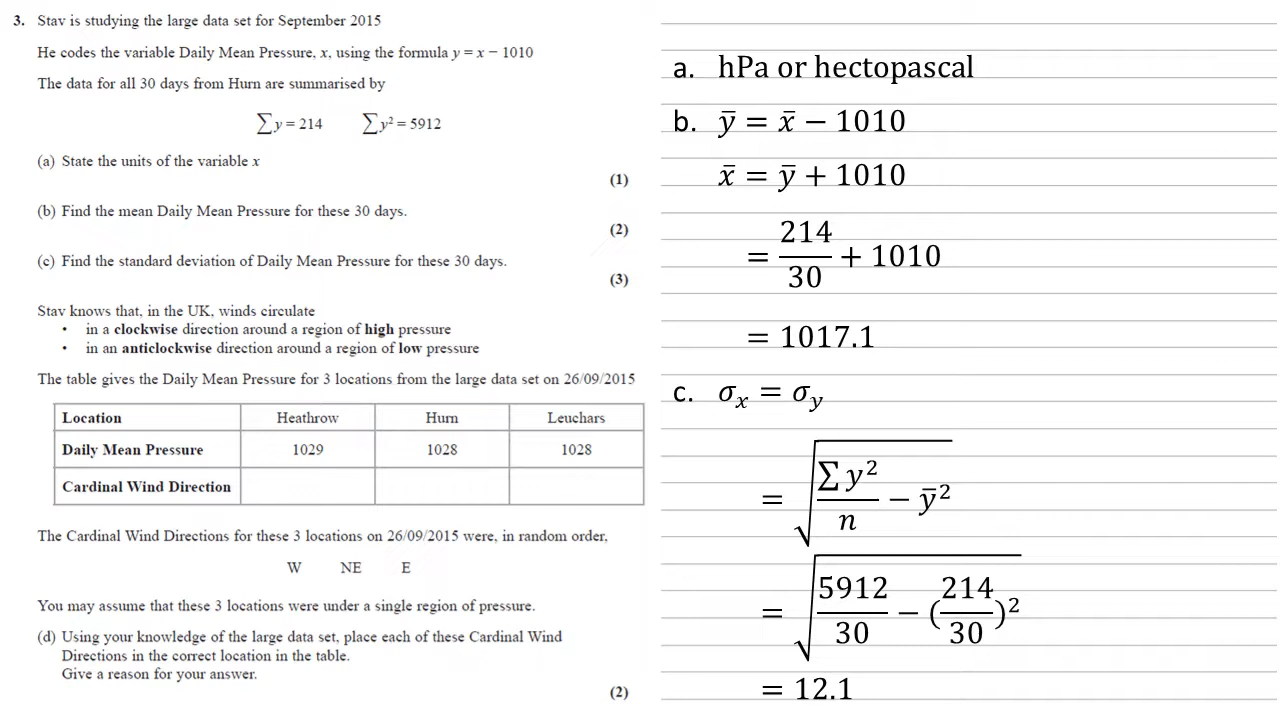 3. Stav is studying the large data set for September 2015
He codes the variable Daily Mean Pressure, x, using the formula y = x − 1010
The data for all 30 days from Hurn are summarised by
∑y = 214 ∑y² = 5912
(a) State the units of the variable x
(1)
(b) Find the mean Daily Mean Pressure for these 30 days.
(2)
(c) Find the standard deviation of Daily Mean Pressure for these 30 days.
(3)
Stav knows that, in the UK, winds circulate
• in a clockwise direction around a region of high pressure
• in an anticlockwise direction around a region of low pressure
The table gives the Daily Mean Pressure for 3 locations from the large data set on 26/09/2015
Location Heathrow Hurn Leuchars
Daily Mean Pressure 1029 1028 1028
Cardinal Wind Direction
The Cardinal Wind Directions for these 3 locations on 26/09/2015 were, in random order,
W NE E
You may assume that these 3 locations were under a single region of pressure.
(d) Using your knowledge of the large data set, place each of these Cardinal Wind
Directions in the correct location in the table.
Give a reason for your answer.
(2)
a. hPa or hectopascal
b. ȳ = x̄ − 1010
x̄ = ȳ + 1010
= 214/30 + 1010
= 1017.1
c. σₓ = σᵧ
= √(∑y²/n − ȳ²)
= √(5912/30 − (214/30)²)
= 12.1